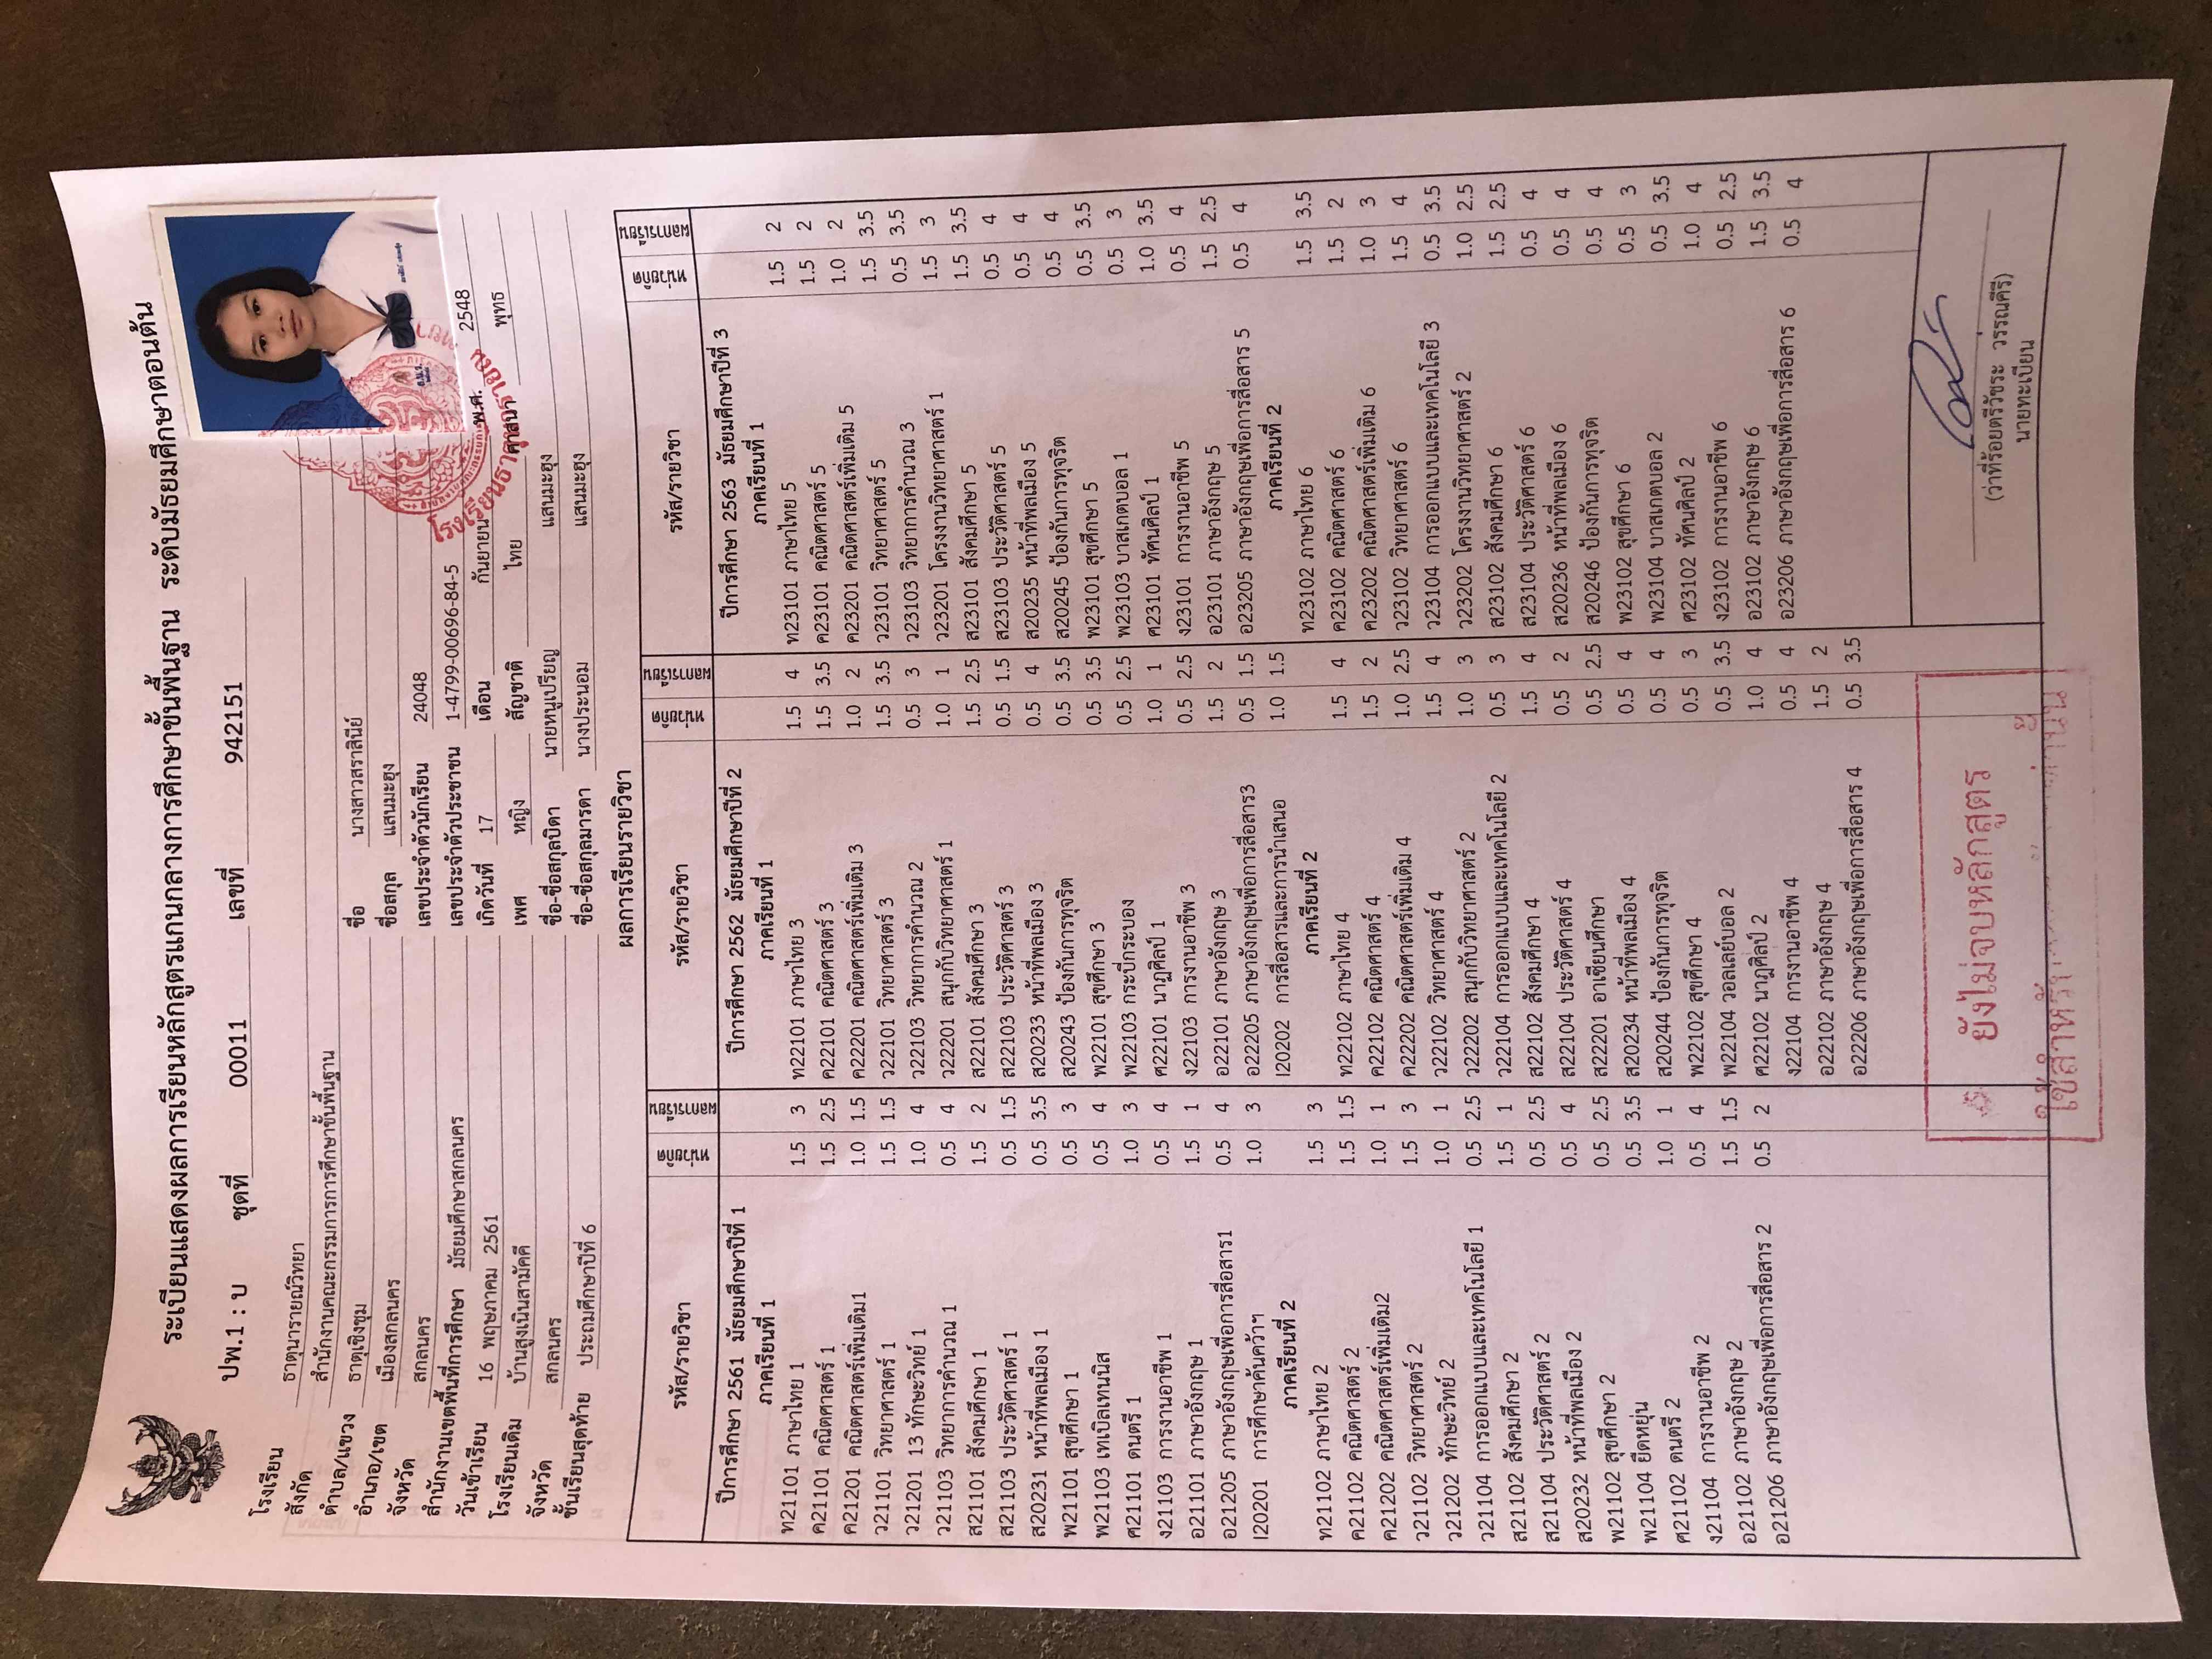 ระเบียนแสดงผลการเรียนหลักสูตรแกนกลางการศึกษาขั้นพื้นฐาน ระดับมัธยมศึกษาตอนต้น
ปพ.1 : บ ชุดที่ 00011 เลขที่ 942151
โรงเรียน ธาตุนารายณ์วิทยา
สังกัด สำนักงานคณะกรรมการการศึกษาขั้นพื้นฐาน
ตำบล/แขวง ธาตุเชิงชุม
อำเภอ/เขต เมืองสกลนคร
จังหวัด สกลนคร
สำนักงานเขตพื้นที่การศึกษา มัธยมศึกษาสกลนคร
วันเข้าเรียน 16 พฤษภาคม 2561
โรงเรียนเดิม บ้านสูงเนินสามัคคี
จังหวัด สกลนคร
ชั้นเรียนสุดท้าย ประถมศึกษาปีที่ 6
ชื่อ นางสาวสราสินีย์
ชื่อสกุล แสนมะฮุง
เลขประจำตัวนักเรียน 24048
เลขประจำตัวประชาชน 1-4799-00696-84-5
เกิดวันที่ 17 เดือน กันยายน พ.ศ. 2548
เพศ หญิง สัญชาติ ไทย ศาสนา พุทธ
ชื่อ-ชื่อสกุลบิดา นายหนูเปรียญ แสนมะฮุง
ชื่อ-ชื่อสกุลมารดา นางประนอม แสนมะฮุง
ผลการเรียนรายวิชา
รหัส/รายวิชา หน่วยกิต ผลการเรียน
ปีการศึกษา 2561 มัธยมศึกษาปีที่ 1
ภาคเรียนที่ 1
ท21101 ภาษาไทย 1 1.5 3
ค21101 คณิตศาสตร์ 1 1.5 2.5
ค21201 คณิตศาสตร์เพิ่มเติม1 1.0 1.5
ว21101 วิทยาศาสตร์ 1 1.5 1.5
ว21201 13 ทักษะวิทย์ 1 1.0 4
ว21103 วิทยาการคำนวณ 1 0.5 4
ส21101 สังคมศึกษา 1 1.5 2
ส21103 ประวัติศาสตร์ 1 0.5 1.5
ส20231 หน้าที่พลเมือง 1 0.5 3.5
พ21101 สุขศึกษา 1 0.5 3
พ21103 เทเบิลเทนนิส 0.5 4
ศ21101 ดนตรี 1 1.0 3
ง21103 การงานอาชีพ 1 0.5 4
อ21101 ภาษาอังกฤษ 1 1.5 1
อ21205 ภาษาอังกฤษเพื่อการสื่อสาร1 0.5 4
I20201 การศึกษาค้นคว้าฯ 1.0 3
ภาคเรียนที่ 2
ท21102 ภาษาไทย 2 1.5 3
ค21102 คณิตศาสตร์ 2 1.5 1.5
ค21202 คณิตศาสตร์เพิ่มเติม2 1.0 1
ว21102 วิทยาศาสตร์ 2 1.5 3
ว21202 ทักษะวิทย์ 2 1.0 1
ว21104 การออกแบบและเทคโนโลยี 1 0.5 2.5
ส21102 สังคมศึกษา 2 1.5 1
ส21104 ประวัติศาสตร์ 2 0.5 2.5
ส20232 หน้าที่พลเมือง 2 0.5 4
พ21102 สุขศึกษา 2 0.5 2.5
พ21104 ยืดหยุ่น 0.5 3.5
ศ21102 ดนตรี 2 1.0 1
ง21104 การงานอาชีพ 2 0.5 4
อ21102 ภาษาอังกฤษ 2 1.5 1.5
อ21206 ภาษาอังกฤษเพื่อการสื่อสาร 2 0.5 2
รหัส/รายวิชา หน่วยกิต ผลการเรียน
ปีการศึกษา 2562 มัธยมศึกษาปีที่ 2
ภาคเรียนที่ 1
ท22101 ภาษาไทย 3 1.5 4
ค22101 คณิตศาสตร์ 3 1.5 3.5
ค22201 คณิตศาสตร์เพิ่มเติม 3 1.0 2
ว22101 วิทยาศาสตร์ 3 1.5 3.5
ว22103 วิทยาการคำนวณ 2 0.5 3
ว22201 สนุกกับวิทยาศาสตร์ 1 1.0 1
ส22101 สังคมศึกษา 3 1.5 2.5
ส22103 ประวัติศาสตร์ 3 0.5 1.5
ส20233 หน้าที่พลเมือง 3 0.5 4
ส20243 ป้องกันการทุจริต 0.5 3.5
พ22101 สุขศึกษา 3 0.5 3.5
พ22103 กระบี่กระบอง 0.5 2.5
ศ22101 นาฏศิลป์ 1 1.0 1
ง22103 การงานอาชีพ 3 0.5 2.5
อ22101 ภาษาอังกฤษ 3 1.5 2
อ22205 ภาษาอังกฤษเพื่อการสื่อสาร3 0.5 1.5
I20202 การสื่อสารและการนำเสนอ 1.0 1.5
ภาคเรียนที่ 2
ท22102 ภาษาไทย 4 1.5 4
ค22102 คณิตศาสตร์ 4 1.5 2
ค22202 คณิตศาสตร์เพิ่มเติม 4 1.0 2.5
ว22102 วิทยาศาสตร์ 4 1.5 4
ว22202 สนุกกับวิทยาศาสตร์ 2 1.0 3
ว22104 การออกแบบและเทคโนโลยี 2 0.5 3
ส22102 สังคมศึกษา 4 1.5 4
ส22104 ประวัติศาสตร์ 4 0.5 2
ส22201 อาเซียนศึกษา 0.5 2.5
ส20234 หน้าที่พลเมือง 4 0.5 4
ส20244 ป้องกันการทุจริต 0.5 4
พ22102 สุขศึกษา 4 0.5 3
พ22104 วอลเลย์บอล 2 0.5 3.5
ศ22102 นาฏศิลป์ 2 1.0 4
ง22104 การงานอาชีพ 4 0.5 4
อ22102 ภาษาอังกฤษ 4 1.5 2
อ22206 ภาษาอังกฤษเพื่อการสื่อสาร 4 0.5 3.5
รหัส/รายวิชา หน่วยกิต ผลการเรียน
ปีการศึกษา 2563 มัธยมศึกษาปีที่ 3
ภาคเรียนที่ 1
ท23101 ภาษาไทย 5 1.5 2
ค23101 คณิตศาสตร์ 5 1.5 2
ค23201 คณิตศาสตร์เพิ่มเติม 5 1.0 2
ว23101 วิทยาศาสตร์ 5 1.5 3.5
ว23103 วิทยาการคำนวณ 3 0.5 3.5
ว23201 โครงงานวิทยาศาสตร์ 1 1.5 3
ส23101 สังคมศึกษา 5 1.5 3.5
ส23103 ประวัติศาสตร์ 5 0.5 4
ส20235 หน้าที่พลเมือง 5 0.5 4
ส20245 ป้องกันการทุจริต 0.5 4
พ23101 สุขศึกษา 5 0.5 3.5
พ23103 บาสเกตบอล 1 0.5 3
ศ23101 ทัศนศิลป์ 1 1.0 3.5
ง23101 การงานอาชีพ 5 0.5 4
อ23101 ภาษาอังกฤษ 5 1.5 2.5
อ23205 ภาษาอังกฤษเพื่อการสื่อสาร 5 0.5 4
ภาคเรียนที่ 2
ท23102 ภาษาไทย 6 1.5 3.5
ค23102 คณิตศาสตร์ 6 1.5 2
ค23202 คณิตศาสตร์เพิ่มเติม 6 1.0 3
ว23102 วิทยาศาสตร์ 6 1.5 4
ว23104 การออกแบบและเทคโนโลยี 3 0.5 3.5
ว23202 โครงงานวิทยาศาสตร์ 2 1.0 2.5
ส23102 สังคมศึกษา 6 1.5 2.5
ส23104 ประวัติศาสตร์ 6 0.5 4
ส20236 หน้าที่พลเมือง 6 0.5 4
ส20246 ป้องกันการทุจริต 0.5 4
พ23102 สุขศึกษา 6 0.5 3
พ23104 บาสเกตบอล 2 0.5 3.5
ศ23102 ทัศนศิลป์ 2 1.0 4
ง23102 การงานอาชีพ 6 0.5 2.5
อ23102 ภาษาอังกฤษ 6 1.5 3.5
อ23206 ภาษาอังกฤษเพื่อการสื่อสาร 6 0.5 4
(ว่าที่ร้อยตรีวัชระ วรรณศิริ)
นายทะเบียน
ยังไม่จบหลักสูตร